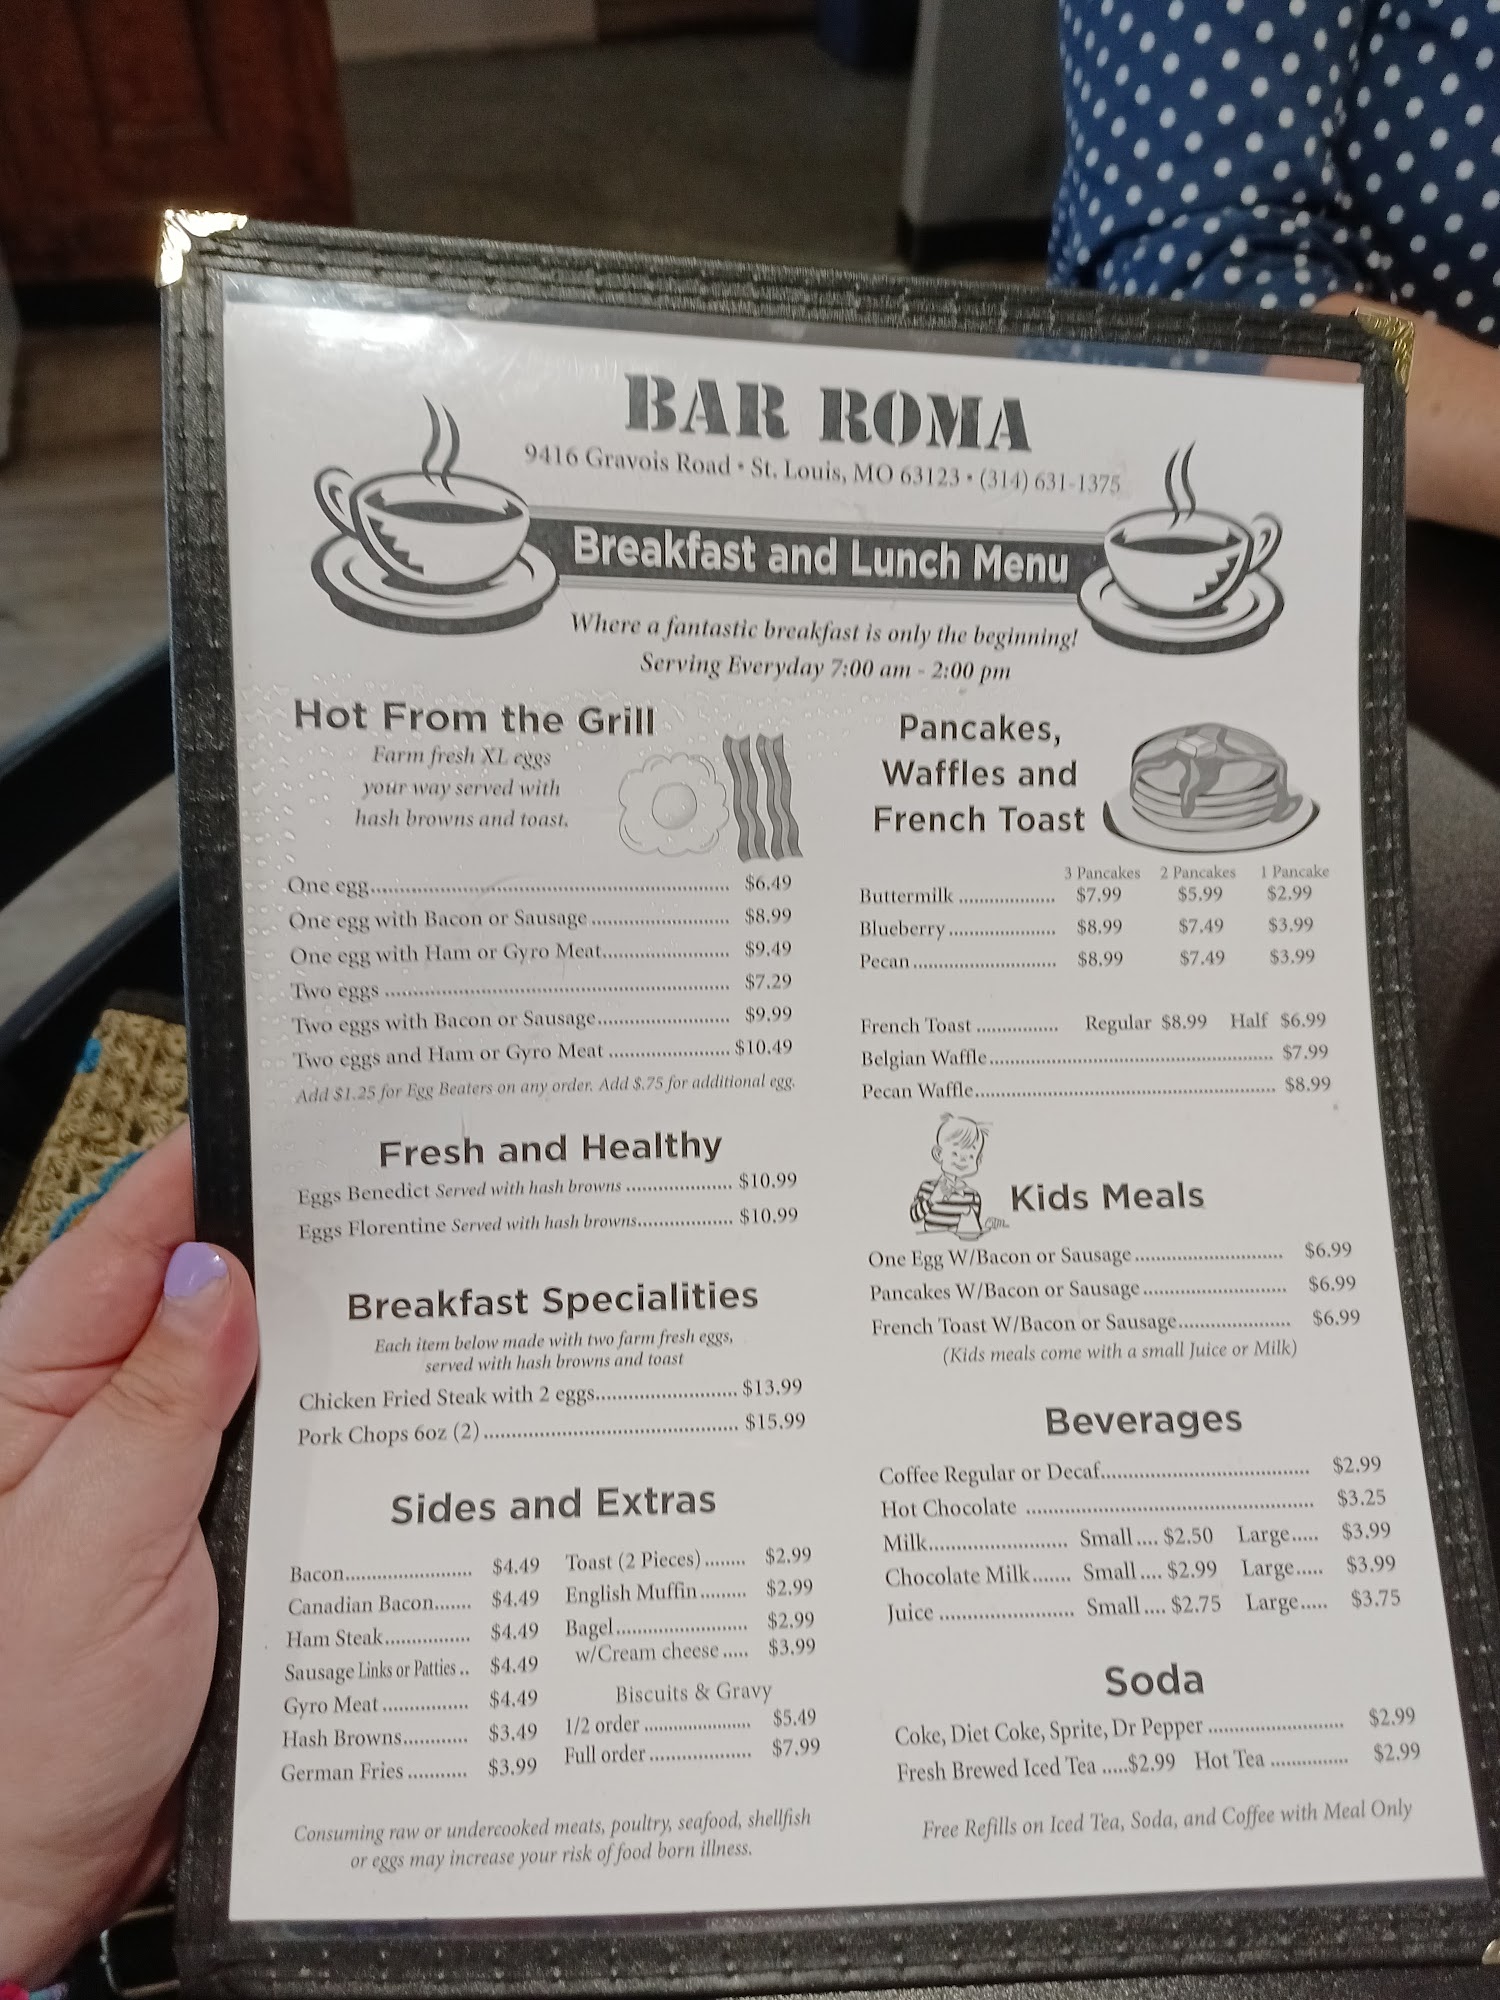 BAR ROMA
9416 Gravois Road • St. Louis, MO 63123 • (314) 631-1375
Breakfast and Lunch Menu
Where a fantastic breakfast is only the beginning!
Serving Everyday 7:00 am - 2:00 pm
Hot From the Grill
Farm fresh XL eggs
your way served with
hash browns and toast.
One egg $6.49
One egg with Bacon or Sausage $8.99
One egg with Ham or Gyro Meat $9.49
Two eggs $7.29
Two eggs with Bacon or Sausage $9.99
Two eggs and Ham or Gyro Meat $10.49
Add $1.25 for Egg Beaters on any order. Add $.75 for additional egg.
Fresh and Healthy
Eggs Benedict Served with hash browns $10.99
Eggs Florentine Served with hash browns $10.99
Breakfast Specialities
Each item below made with two farm fresh eggs,
served with hash browns and toast
Chicken Fried Steak with 2 eggs $13.99
Pork Chops 6oz (2) $15.99
Sides and Extras
Bacon $4.49
Canadian Bacon $4.49
Ham Steak $4.49
Sausage Links or Patties $4.49
Gyro Meat $4.49
Hash Browns $3.49
German Fries $3.99
Toast (2 Pieces) $2.99
English Muffin $2.99
Bagel $2.99
w/Cream cheese $3.99
Biscuits & Gravy
1/2 order $5.49
Full order $7.99
Consuming raw or undercooked meats, poultry, seafood, shellfish
or eggs may increase your risk of food born illness.
Pancakes,
Waffles and
French Toast
3 Pancakes 2 Pancakes 1 Pancake
Buttermilk $7.99 $5.99 $2.99
Blueberry $8.99 $7.49 $3.99
Pecan $8.99 $7.49 $3.99
French Toast Regular $8.99 Half $6.99
Belgian Waffle $7.99
Pecan Waffle $8.99
Kids Meals
One Egg W/Bacon or Sausage $6.99
Pancakes W/Bacon or Sausage $6.99
French Toast W/Bacon or Sausage $6.99
(Kids meals come with a small Juice or Milk)
Beverages
Coffee Regular or Decaf $2.99
Hot Chocolate $3.25
Milk Small $2.50 Large $3.99
Chocolate Milk Small $2.99 Large $3.99
Juice Small $2.75 Large $3.75
Soda
Coke, Diet Coke, Sprite, Dr Pepper $2.99
Fresh Brewed Iced Tea $2.99 Hot Tea $2.99
Free Refills on Iced Tea, Soda, and Coffee with Meal Only